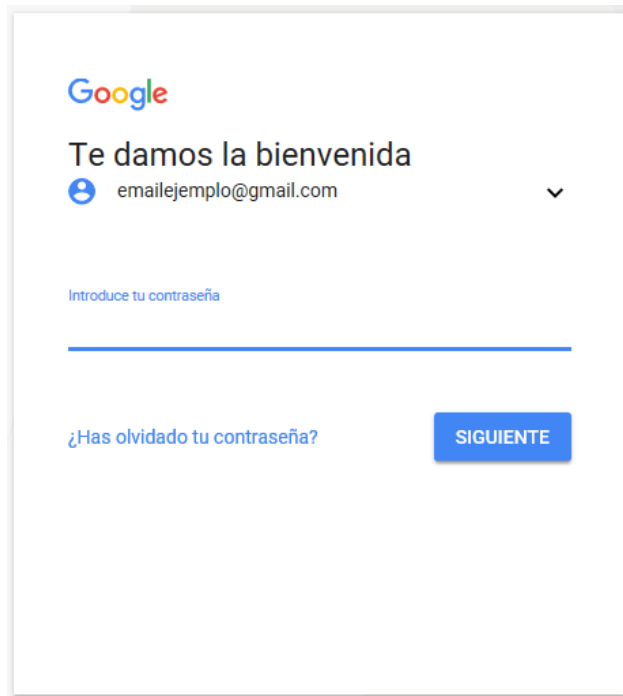 Google
Te damos la bienvenida
emailejemplo@gmail.com
Introduce tu contraseña
¿Has olvidado tu contraseña?
SIGUIENTE